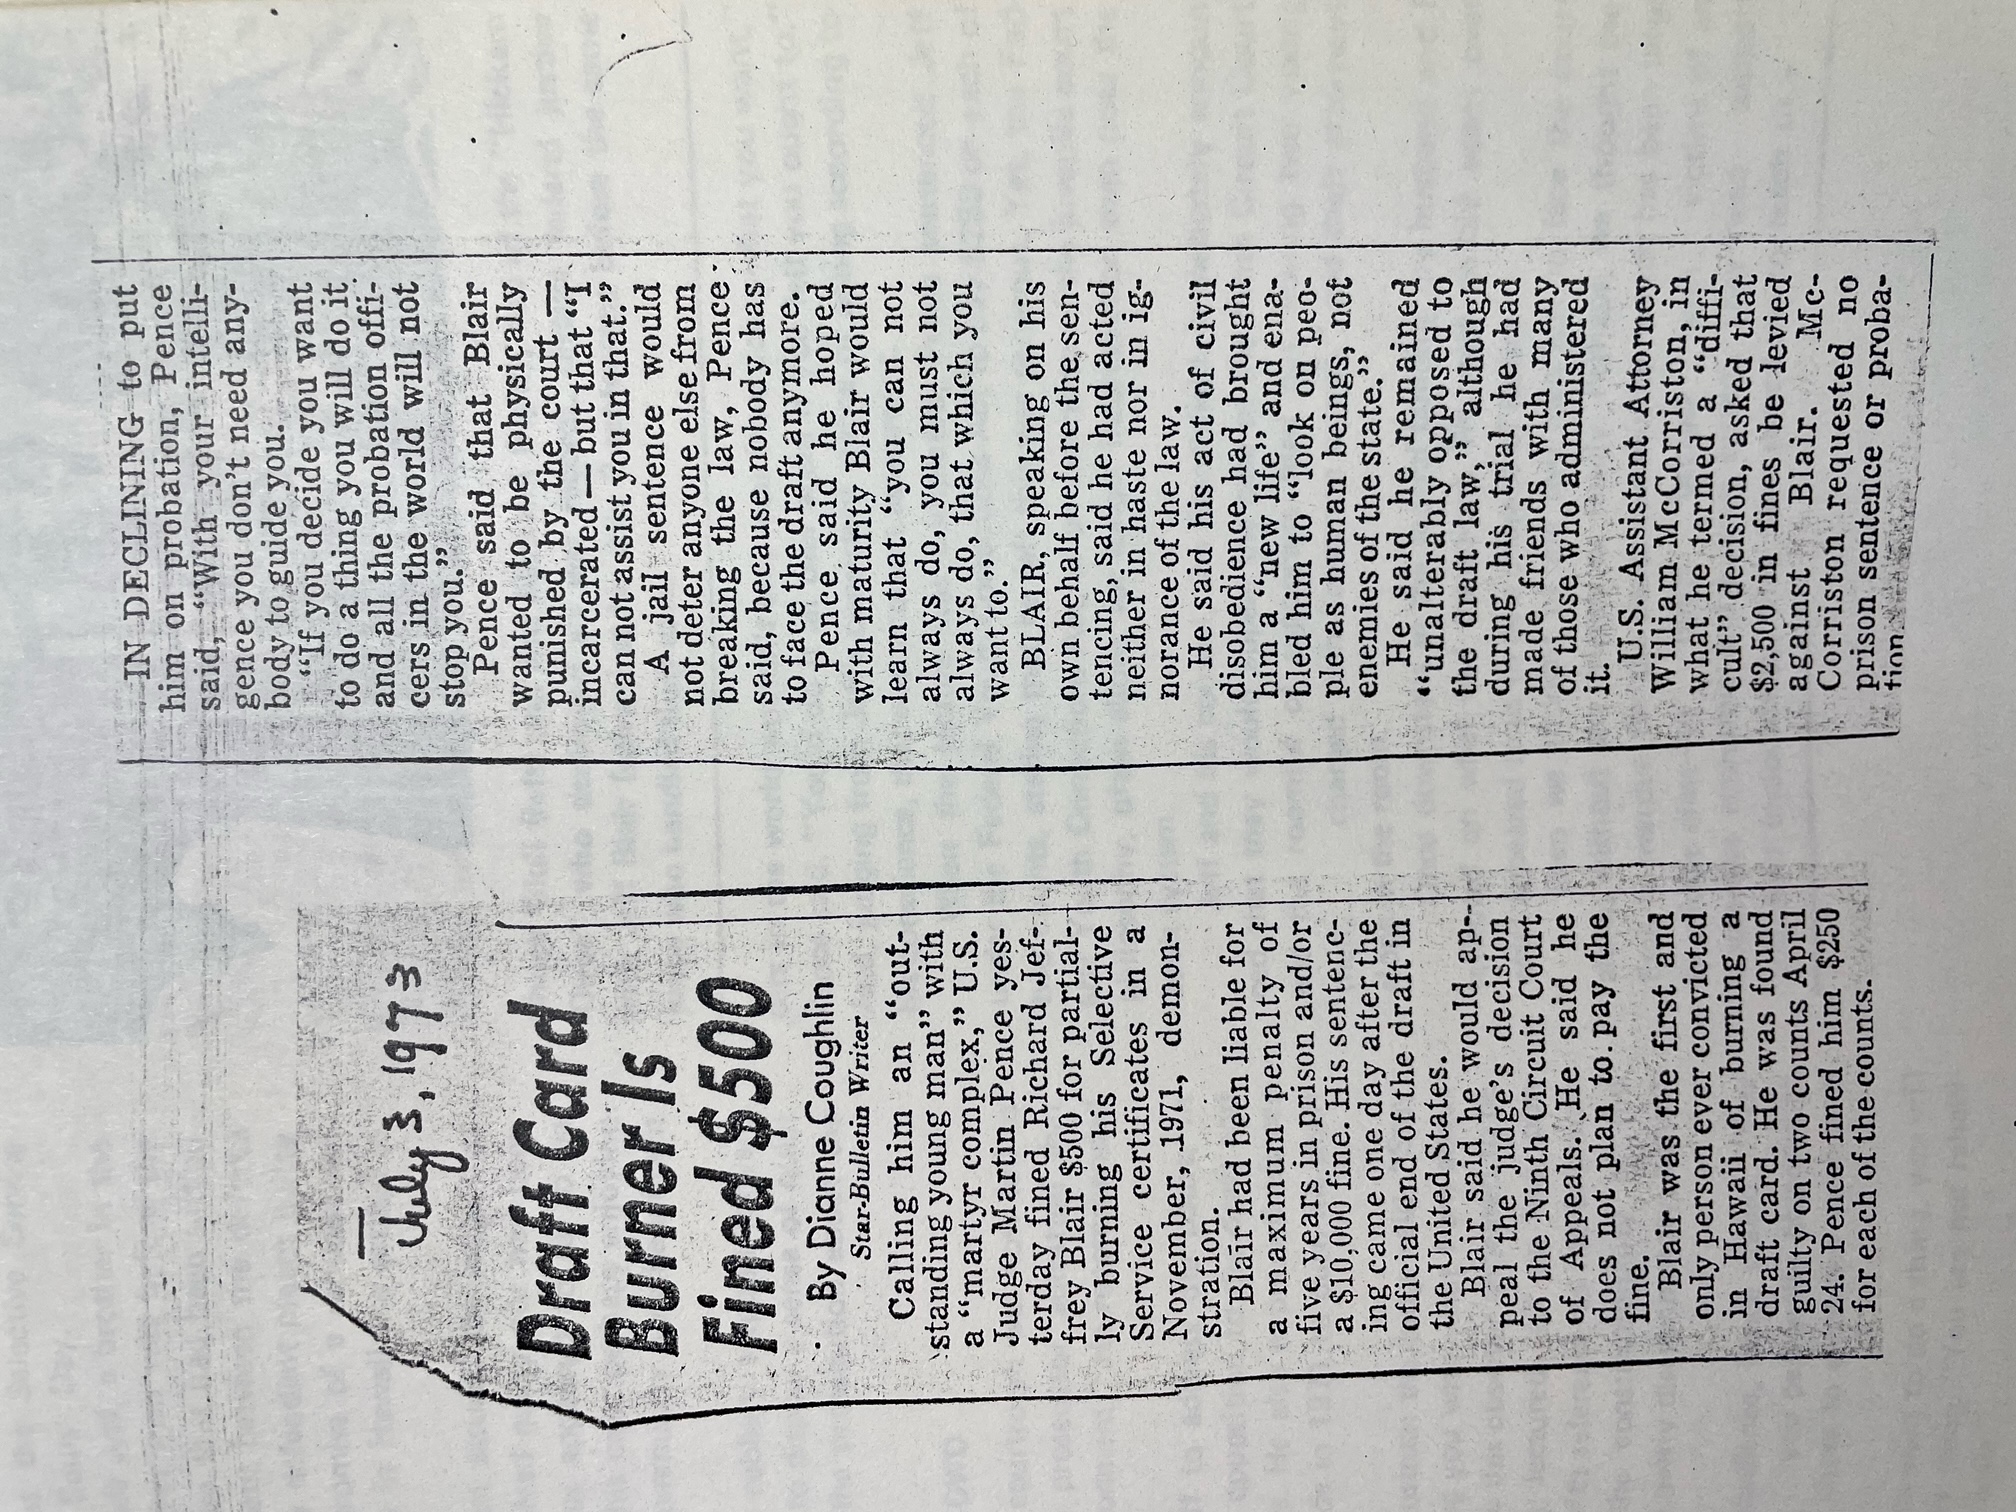 July 3, 1973
Draft Card
Burner Is
Fined $500
By Dianne Coughlin
Star-Bulletin Writer
Calling him an "out-
standing young man" with
a "martyr complex," U.S.
Judge Martin Pence yes-
terday fined Richard Jef-
frey Blair $500 for partial-
ly burning his Selective
Service certificates in a
November, 1971, demon-
stration.
Blair had been liable for
a maximum penalty of
five years in prison and/or
a $10,000 fine. His sentenc-
ing came one day after the
official end of the draft in
the United States.
Blair said he would ap-
peal the judge's decision
to the Ninth Circuit Court
of Appeals. He said he
does not plan to pay the
fine.
Blair was the first and
only person ever convicted
in Hawaii of burning a
draft card. He was found
guilty on two counts April
24. Pence fined him $250
for each of the counts.
IN DECLINING to put
him on probation, Pence
said, "With your intelli-
gence you don't need any-
body to guide you.
"If you decide you want
to do a thing you will do it
and all the probation offi-
cers in the world will not
stop you."
Pence said that Blair
wanted to be physically
punished by the court —
incarcerated — but that "I
can not assist you in that."
A jail sentence would
not deter anyone else from
breaking the law, Pence
said, because nobody has
to face the draft anymore.
Pence said he hoped
with maturity Blair would
learn that "you can not
always do, you must not
always do, that which you
want to."
BLAIR, speaking on his
own behalf before the sen-
tencing, said he had acted
neither in haste nor in ig-
norance of the law.
He said his act of civil
disobedience had brought
him a "new life" and ena-
bled him to "look on peo-
ple as human beings, not
enemies of the state."
He said he remained
"unalterably opposed to
the draft law," although
during his trial he had
made friends with many
of those who administered
it.
U.S. Assistant Attorney
William McCorriston, in
what he termed a "diffi-
cult" decision, asked that
$2,500 in fines be levied
against Blair. Mc-
Corriston requested no
prison sentence or proba-
tion.